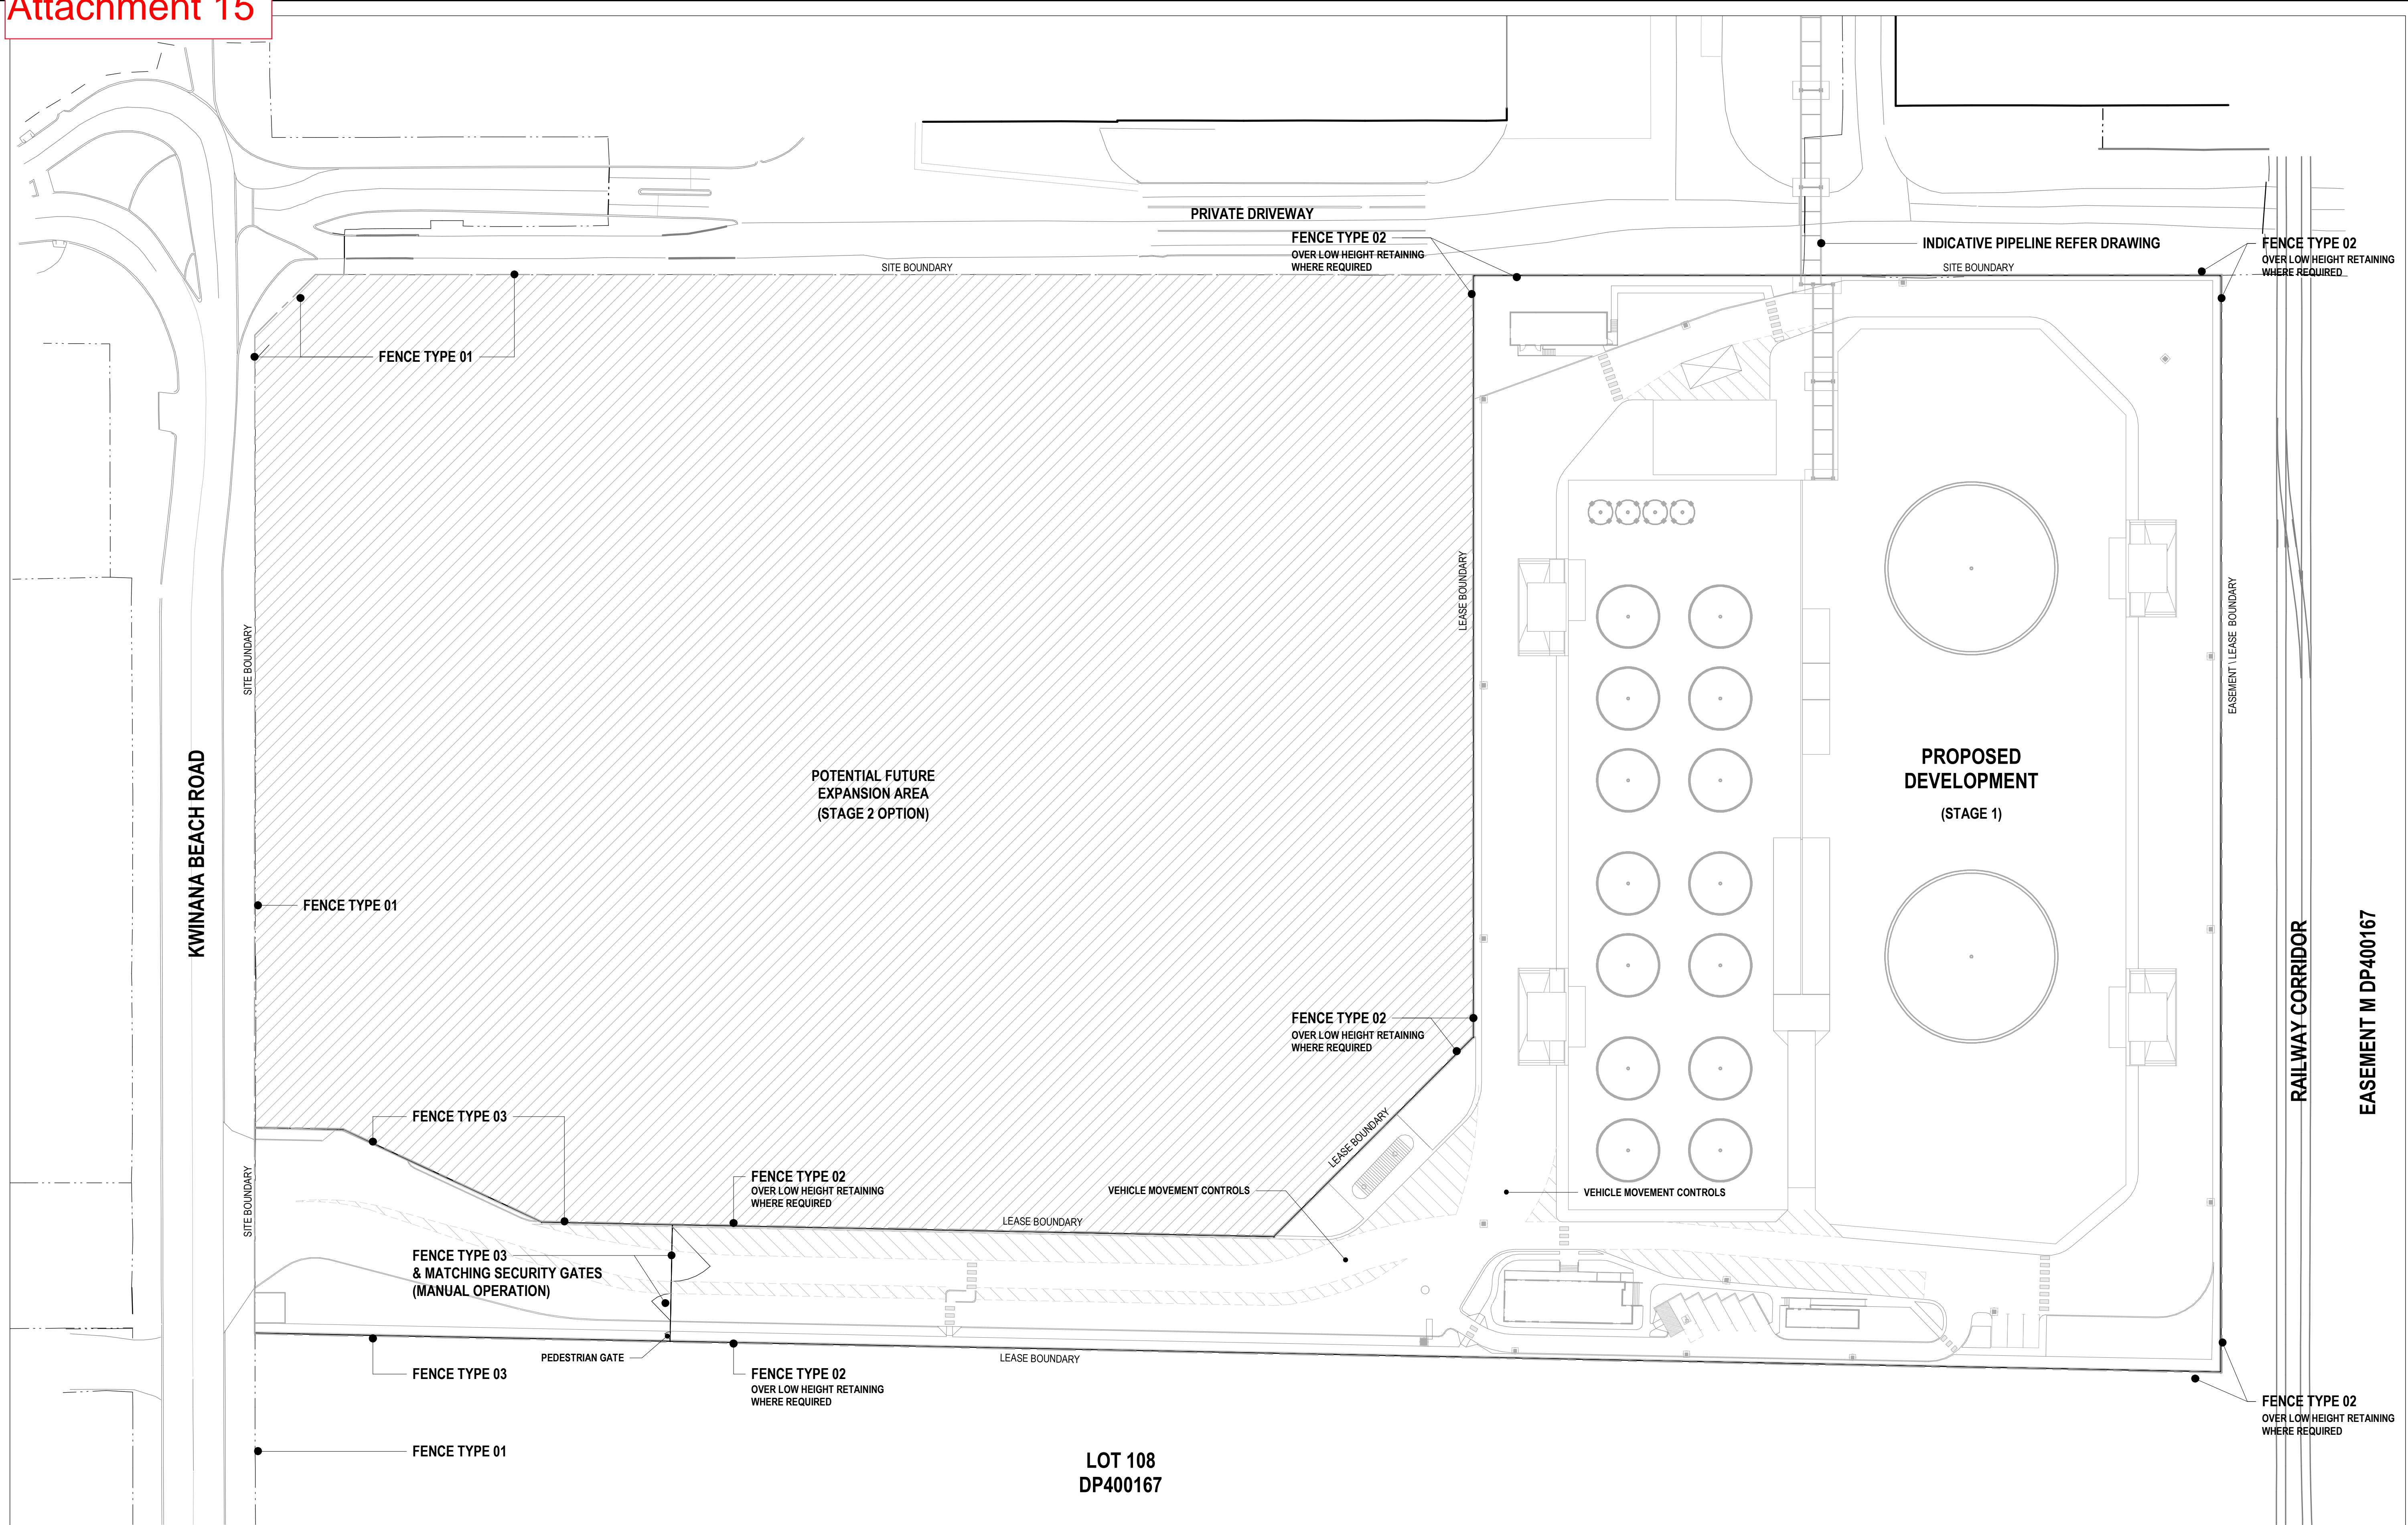 Attachment 15
PRIVATE DRIVEWAY
FENCE TYPE 02
OVER LOW HEIGHT RETAINING
WHERE REQUIRED
INDICATIVE PIPELINE REFER DRAWING
FENCE TYPE 02
OVER LOW HEIGHT RETAINING
WHERE REQUIRED
SITE BOUNDARY
SITE BOUNDARY
FENCE TYPE 01
LEASE BOUNDARY
EASEMENT \ LEASE BOUNDARY
SITE BOUNDARY
KWINANA BEACH ROAD
POTENTIAL FUTURE
EXPANSION AREA
(STAGE 2 OPTION)
PROPOSED
DEVELOPMENT
(STAGE 1)
FENCE TYPE 01
RAILWAY CORRIDOR
EASEMENT M DP400167
FENCE TYPE 02
OVER LOW HEIGHT RETAINING
WHERE REQUIRED
FENCE TYPE 03
LEASE BOUNDARY
SITE BOUNDARY
FENCE TYPE 02
OVER LOW HEIGHT RETAINING
WHERE REQUIRED
VEHICLE MOVEMENT CONTROLS
VEHICLE MOVEMENT CONTROLS
LEASE BOUNDARY
FENCE TYPE 03
& MATCHING SECURITY GATES
(MANUAL OPERATION)
PEDESTRIAN GATE
LEASE BOUNDARY
FENCE TYPE 03
FENCE TYPE 02
OVER LOW HEIGHT RETAINING
WHERE REQUIRED
FENCE TYPE 02
OVER LOW HEIGHT RETAINING
WHERE REQUIRED
FENCE TYPE 01
LOT 108
DP400167